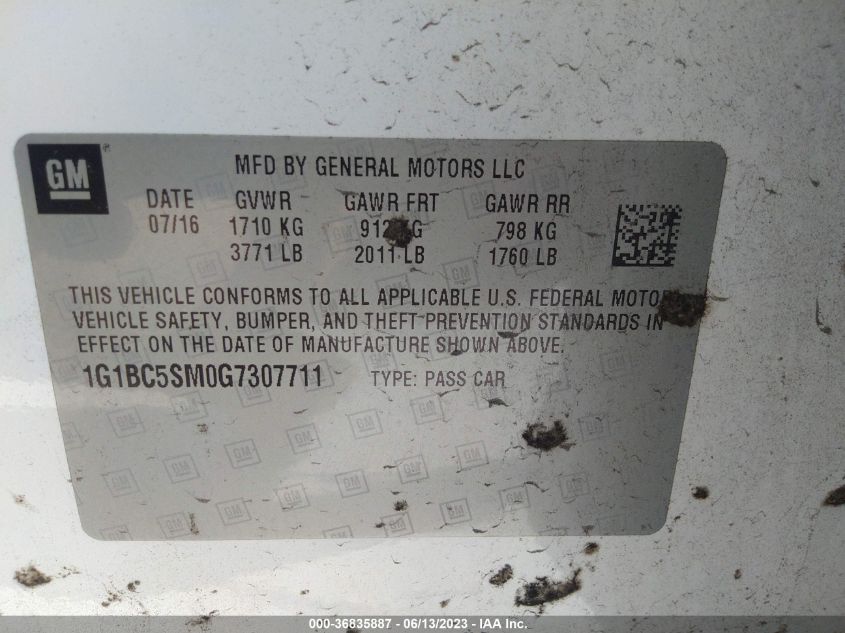 GM
MFD BY GENERAL MOTORS LLC
DATE GVWR GAWR FRT GAWR RR
07/16 1710 KG 912 KG 798 KG
3771 LB 2011 LB 1760 LB
THIS VEHICLE CONFORMS TO ALL APPLICABLE U.S. FEDERAL MOTOR
VEHICLE SAFETY, BUMPER, AND THEFT PREVENTION STANDARDS IN
EFFECT ON THE DATE OF MANUFACTURE SHOWN ABOVE.
1G1BC5SM0G7307711 TYPE: PASS CAR
000-36835887 - 06/13/2023 - IAA Inc.